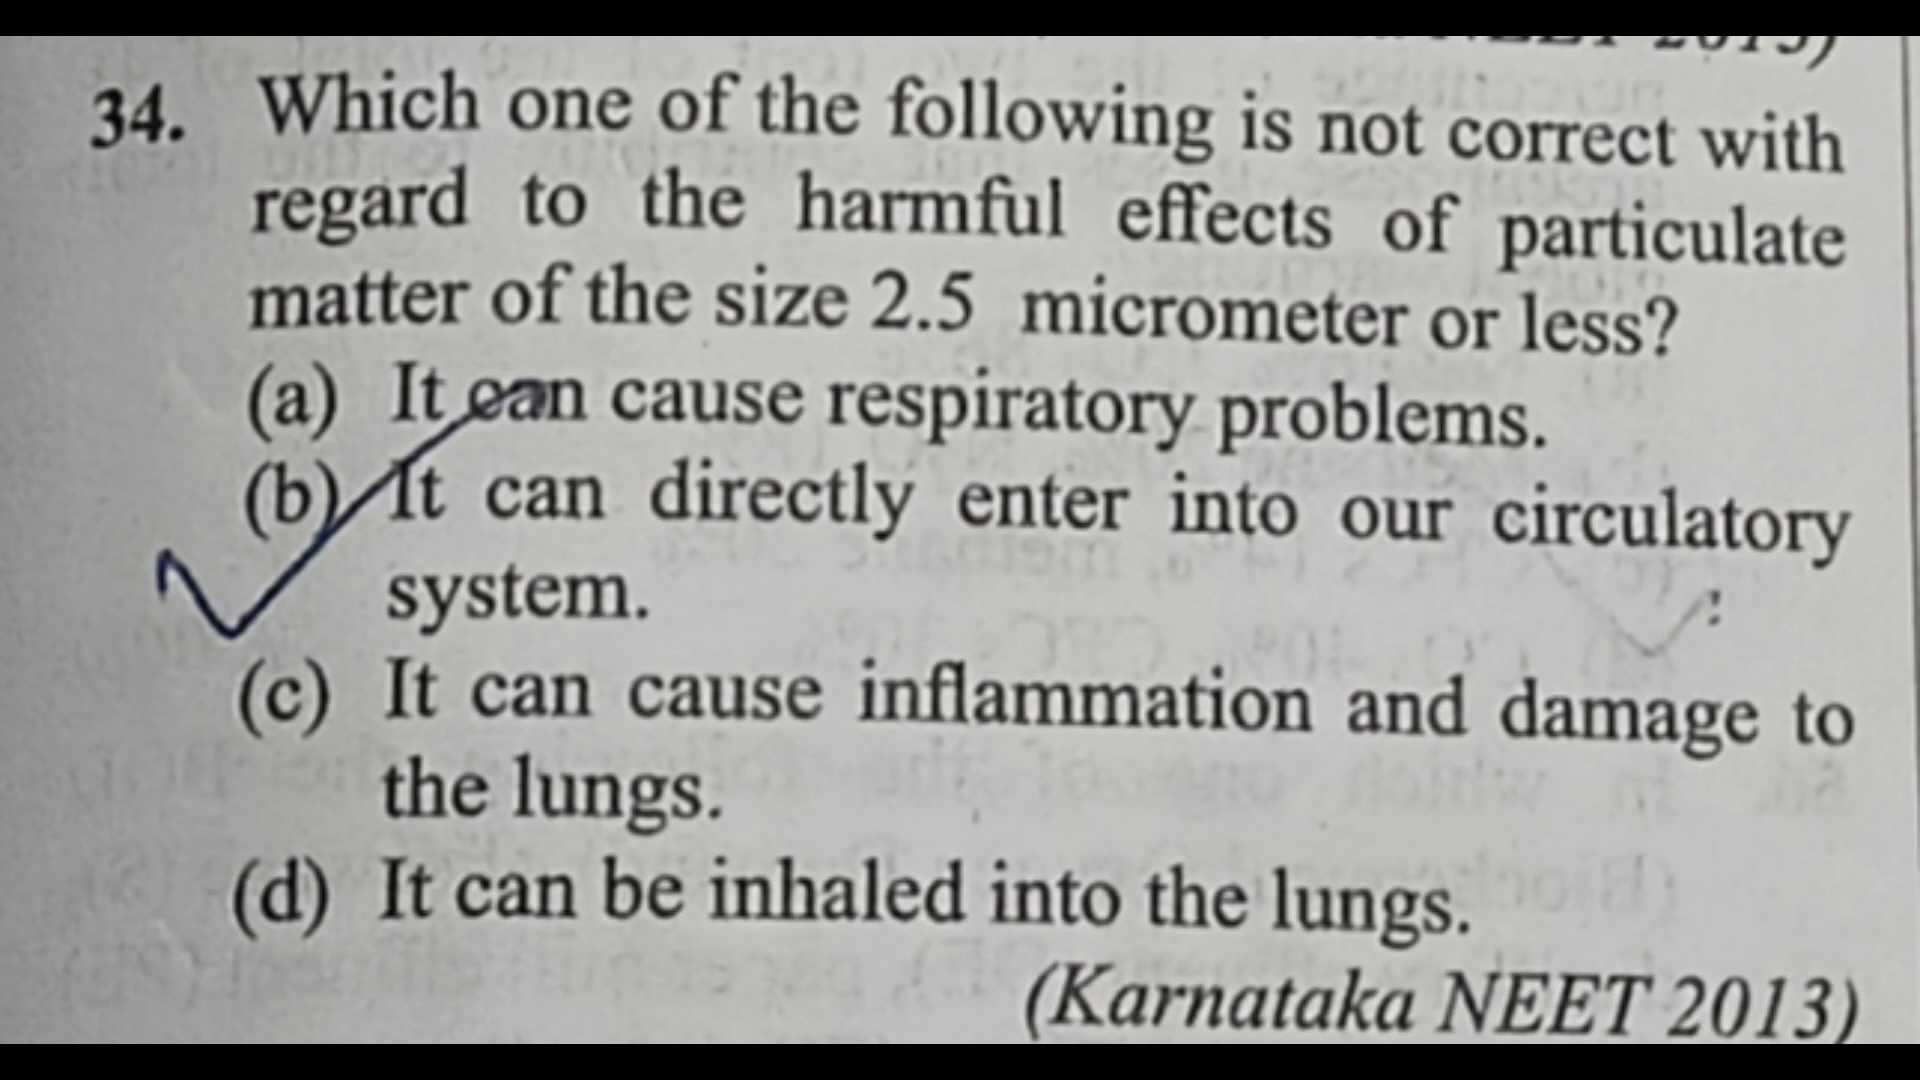 34. Which one of the following is not correct with
regard to the harmful effects of particulate
matter of the size 2.5 micrometer or less?
(a) It can cause respiratory problems.
(b) It can directly enter into our circulatory
system.
(c) It can cause inflammation and damage to
the lungs.
(d) It can be inhaled into the lungs.
(Karnataka NEET 2013)